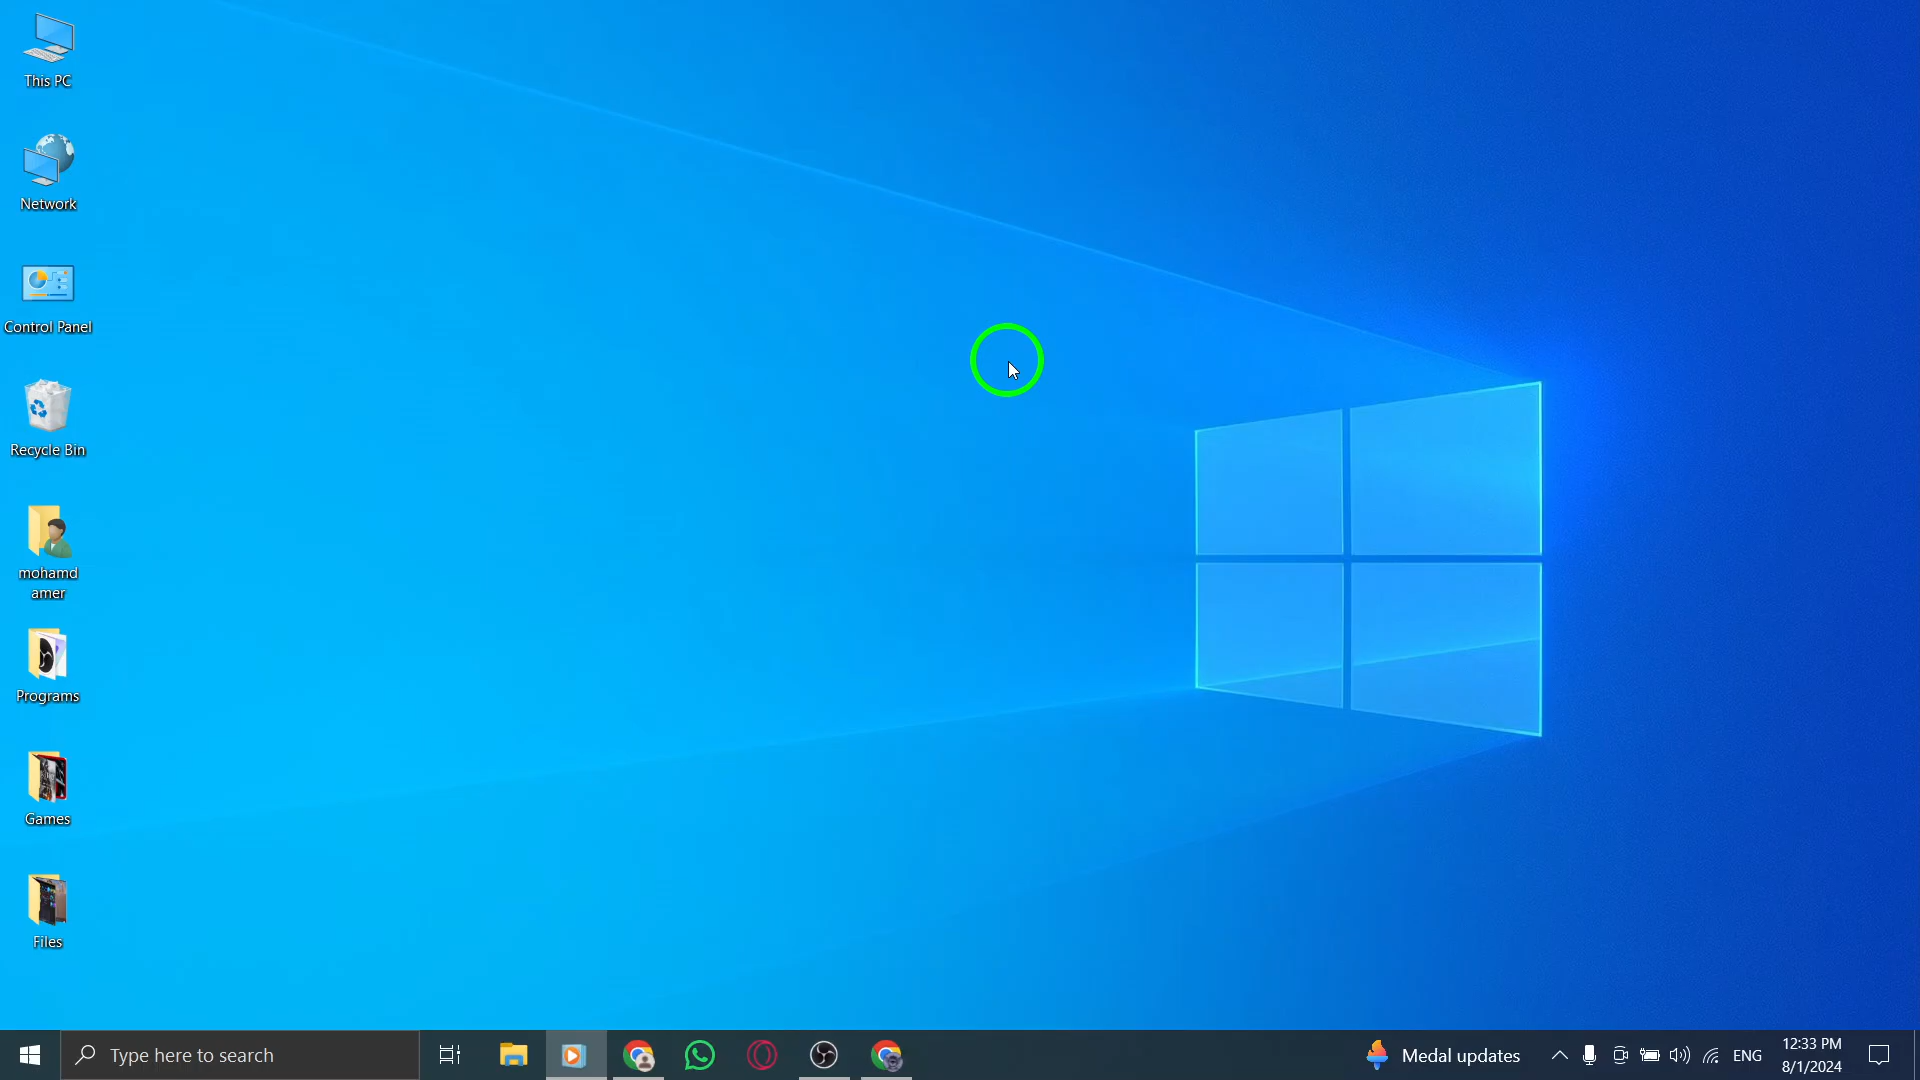 This PC
Network
Control Panel
Recycle Bin
mohamd
amer
Programs
Games
Files
Type here to search
Medal updates
ENG
12:33 PM
8/1/2024